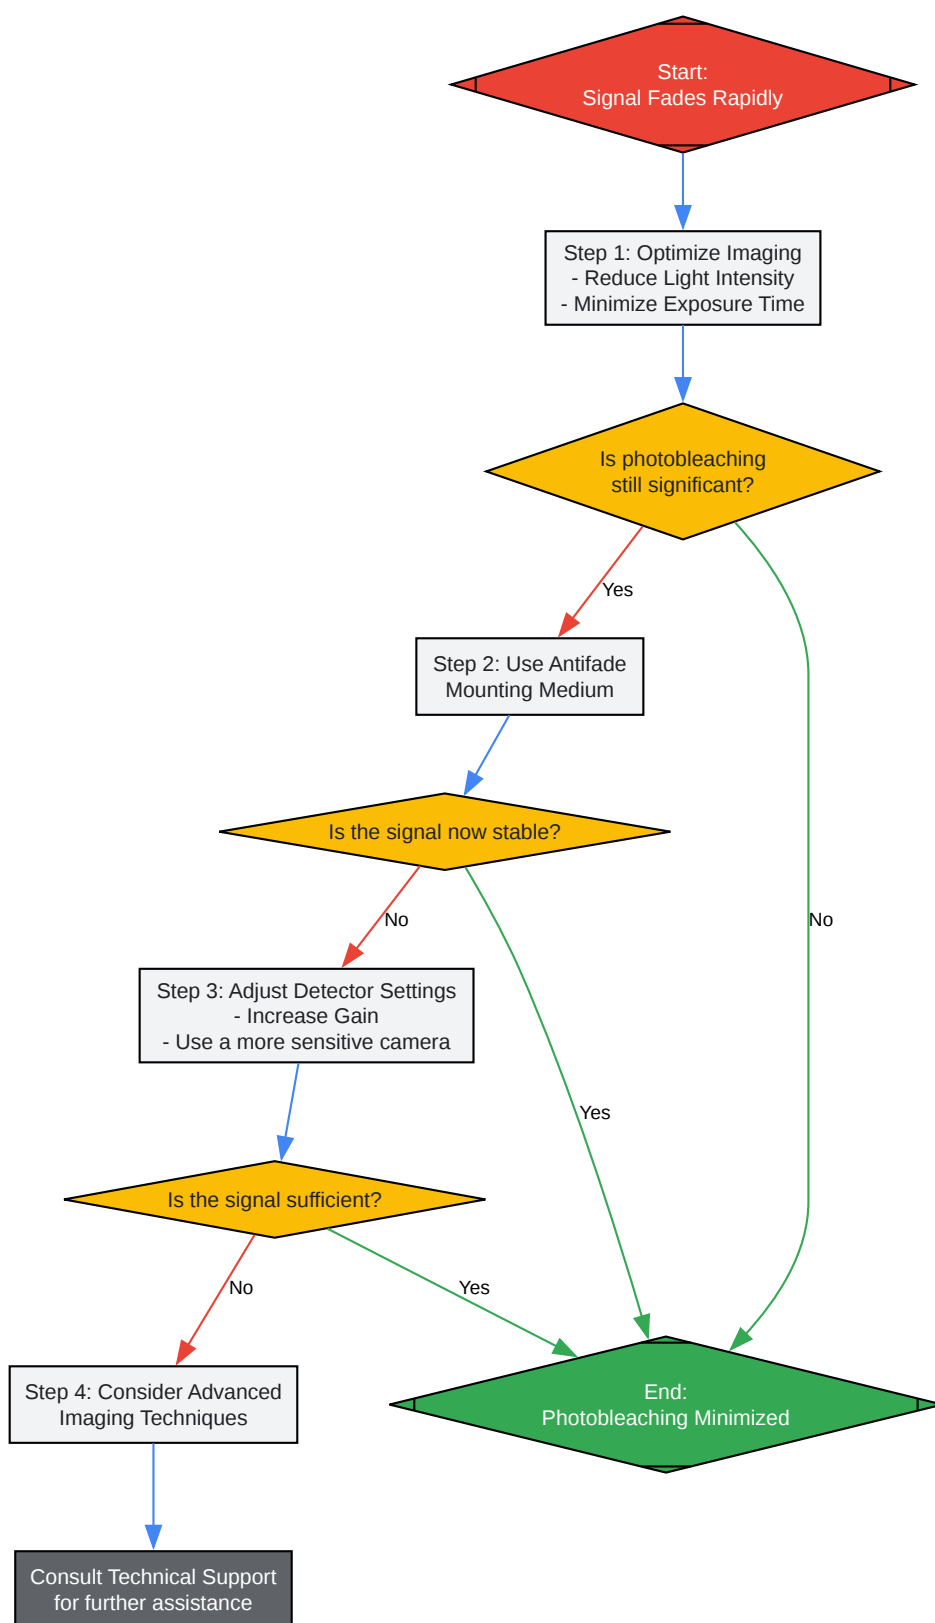 Start:
Signal Fades Rapidly
Step 1: Optimize Imaging
- Reduce Light Intensity
- Minimize Exposure Time
Is photobleaching
still significant?
Yes
No
Step 2: Use Antifade
Mounting Medium
Is the signal now stable?
No
Yes
Step 3: Adjust Detector Settings
- Increase Gain
- Use a more sensitive camera
Is the signal sufficient?
No
Yes
Step 4: Consider Advanced
Imaging Techniques
End:
Photobleaching Minimized
Consult Technical Support
for further assistance